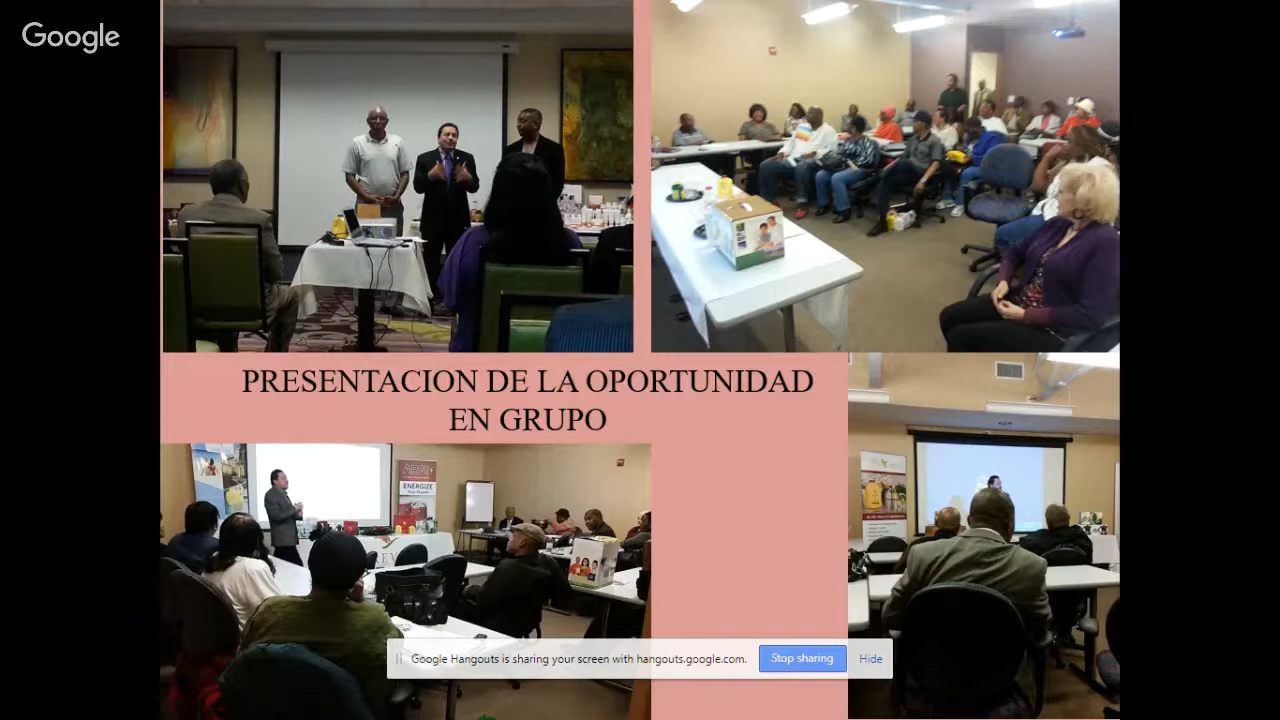 Google
PRESENTACION DE LA OPORTUNIDAD
EN GRUPO
ENERGIZE
Google Hangouts is sharing your screen with hangouts.google.com.
Stop sharing
Hide